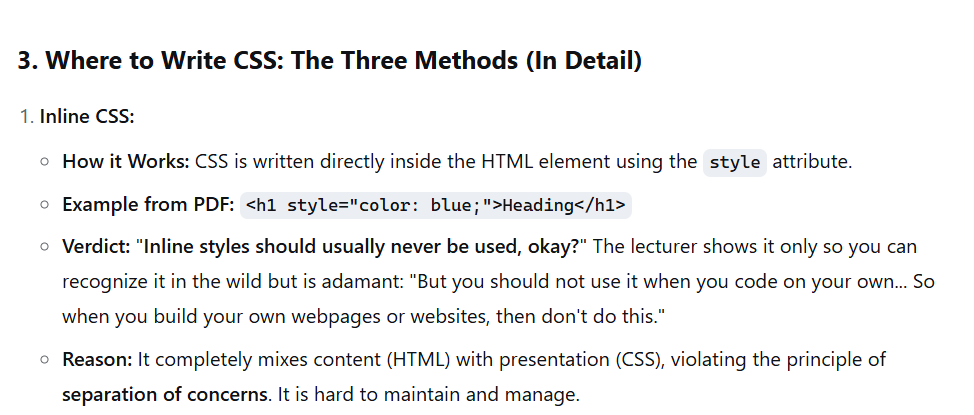 3. Where to Write CSS: The Three Methods (In Detail)
1. Inline CSS:
○ How it Works: CSS is written directly inside the HTML element using the style attribute.
○ Example from PDF: <h1 style="color: blue;">Heading</h1>
○ Verdict: "Inline styles should usually never be used, okay?" The lecturer shows it only so you can
recognize it in the wild but is adamant: "But you should not use it when you code on your own... So
when you build your own webpages or websites, then don't do this."
○ Reason: It completely mixes content (HTML) with presentation (CSS), violating the principle of
separation of concerns. It is hard to maintain and manage.